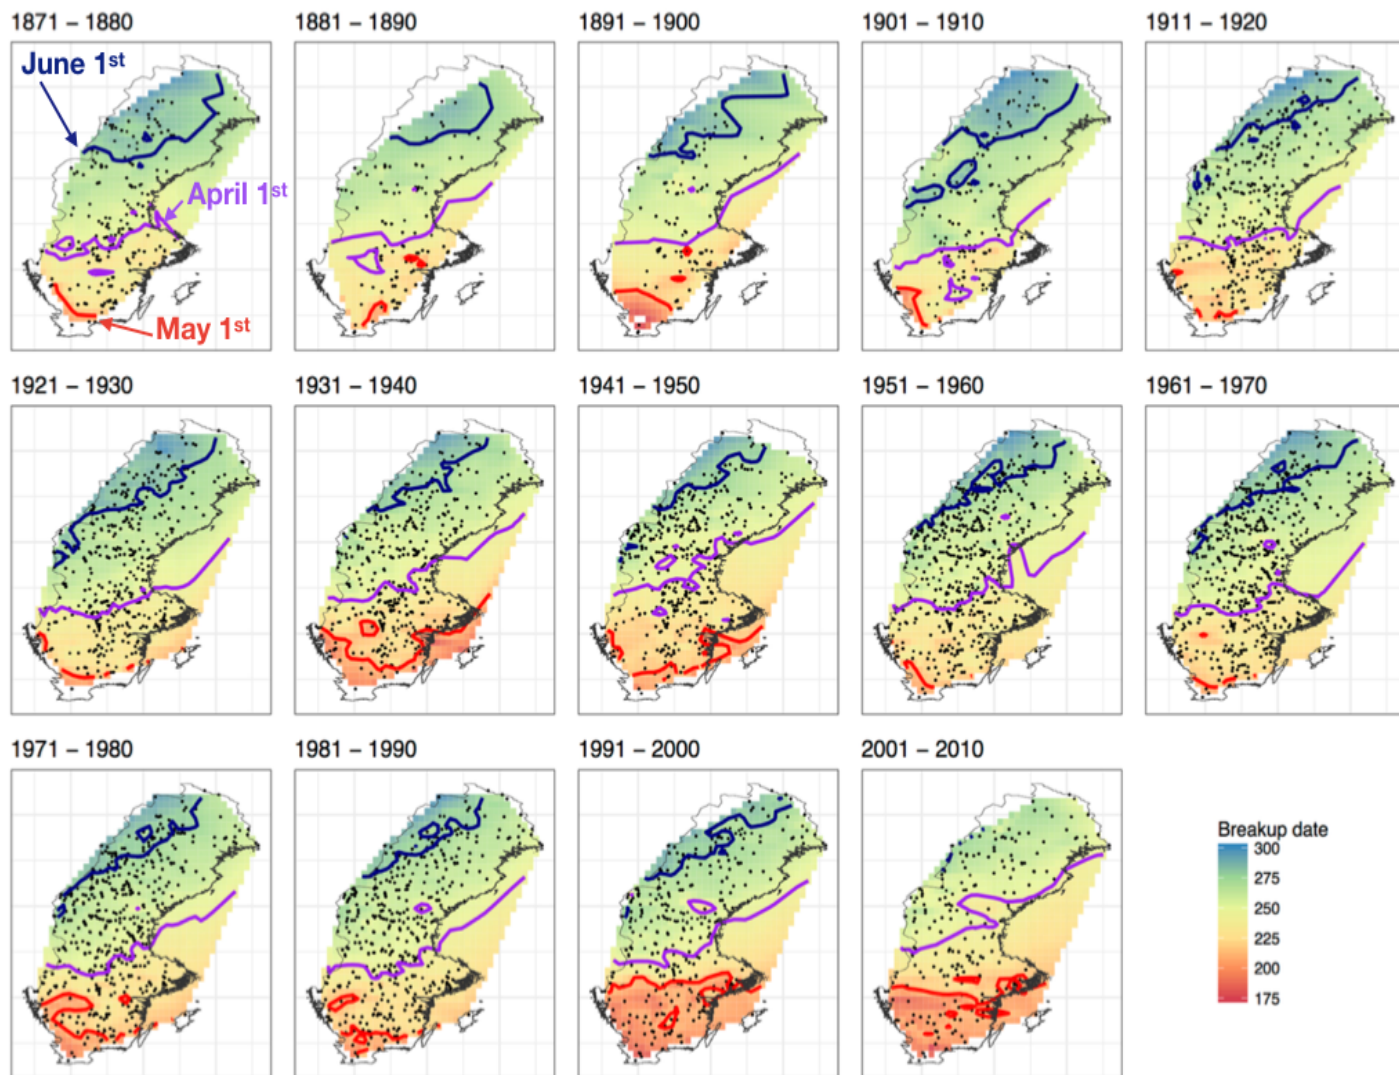 1871 – 1880
1881 – 1890
1891 – 1900
1901 – 1910
1911 – 1920
June 1st
April 1st
May 1st
1921 – 1930
1931 – 1940
1941 – 1950
1951 – 1960
1961 – 1970
1971 – 1980
1981 – 1990
1991 – 2000
2001 – 2010
Breakup date
300
275
250
225
200
175